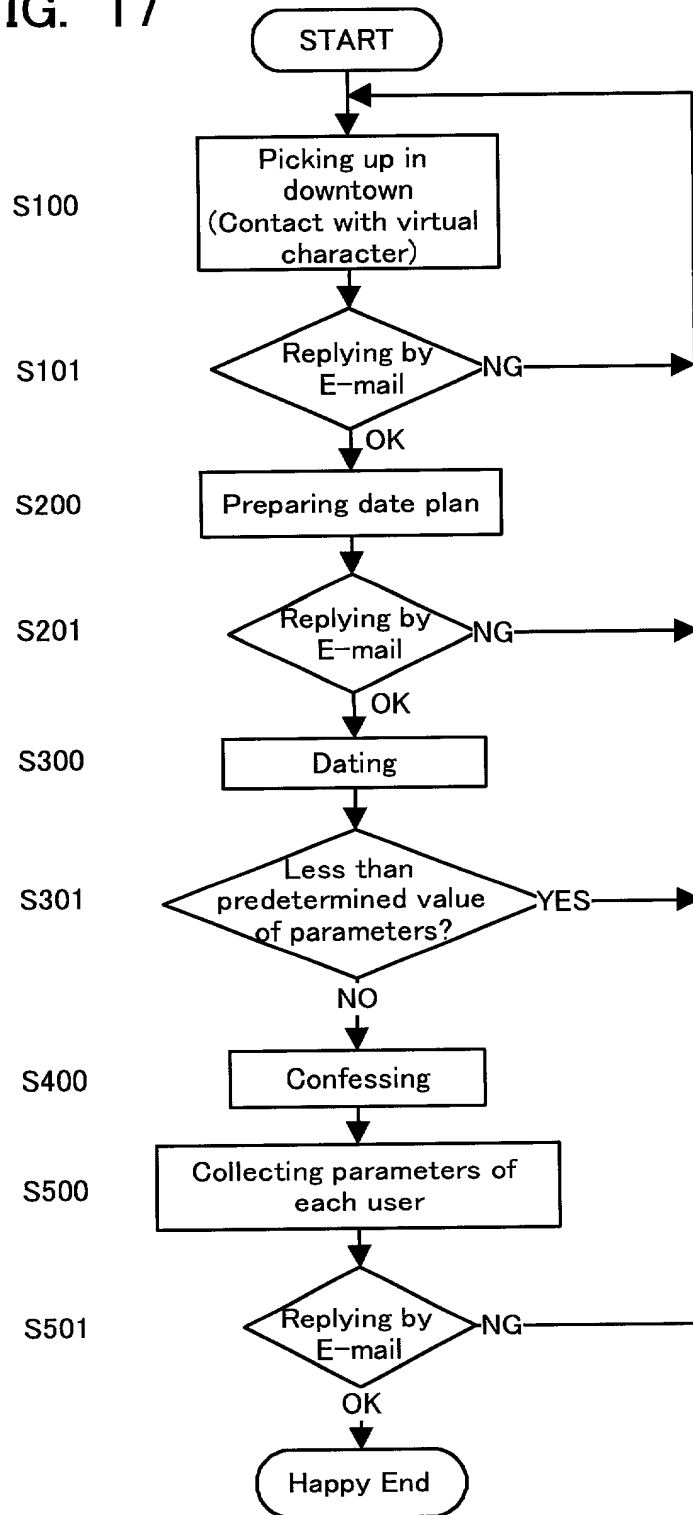 IG. 17
START
S100
Picking up in
downtown
(Contact with virtual
character)
S101
Replying by
E-mail
NG
OK
S200
Preparing date plan
S201
Replying by
E-mail
NG
OK
S300
Dating
S301
Less than
predetermined value
of parameters?
YES
NO
S400
Confessing
S500
Collecting parameters of
each user
S501
Replying by
E-mail
NG
OK
Happy End